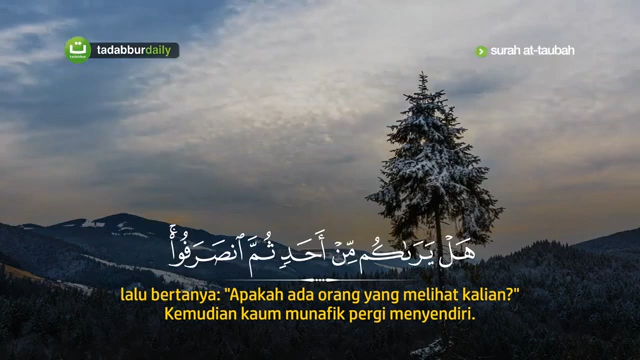 tadabburdaily
surah at-taubah
هَلْ يَرَىٰكُم مِّنْ أَحَدٍ ثُمَّ ٱنصَرَفُوا۟ ۚ
lalu bertanya: "Apakah ada orang yang melihat kalian?"
Kemudian kaum munafik pergi menyendiri.